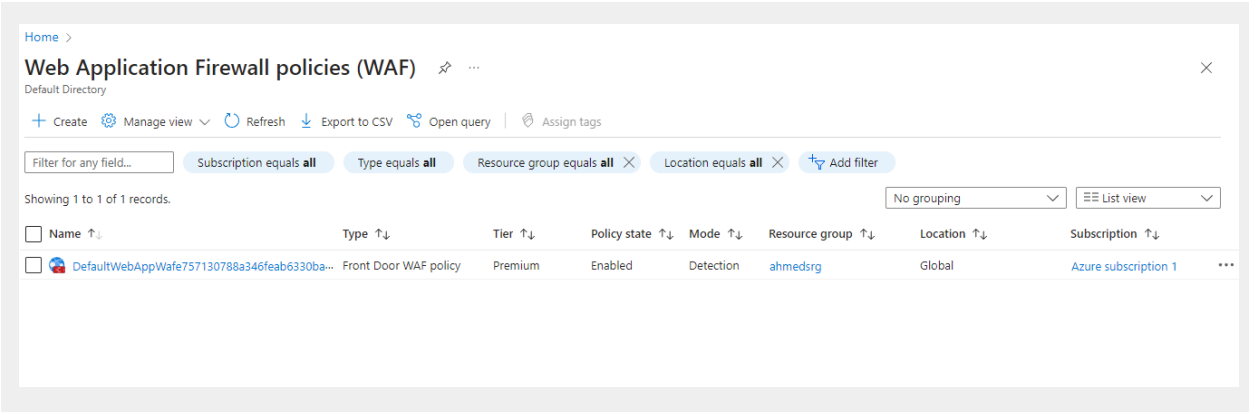 Home >
Web Application Firewall policies (WAF) ...
Default Directory
Create Manage view Refresh Export to CSV Open query Assign tags
Filter for any field... Subscription equals all Type equals all Resource group equals all Location equals all Add filter
Showing 1 to 1 of 1 records. No grouping List view
Name Type Tier Policy state Mode Resource group Location Subscription
DefaultWebAppWafe757130788a346feab6330ba... Front Door WAF policy Premium Enabled Detection ahmedsrg Global Azure subscription 1 ...